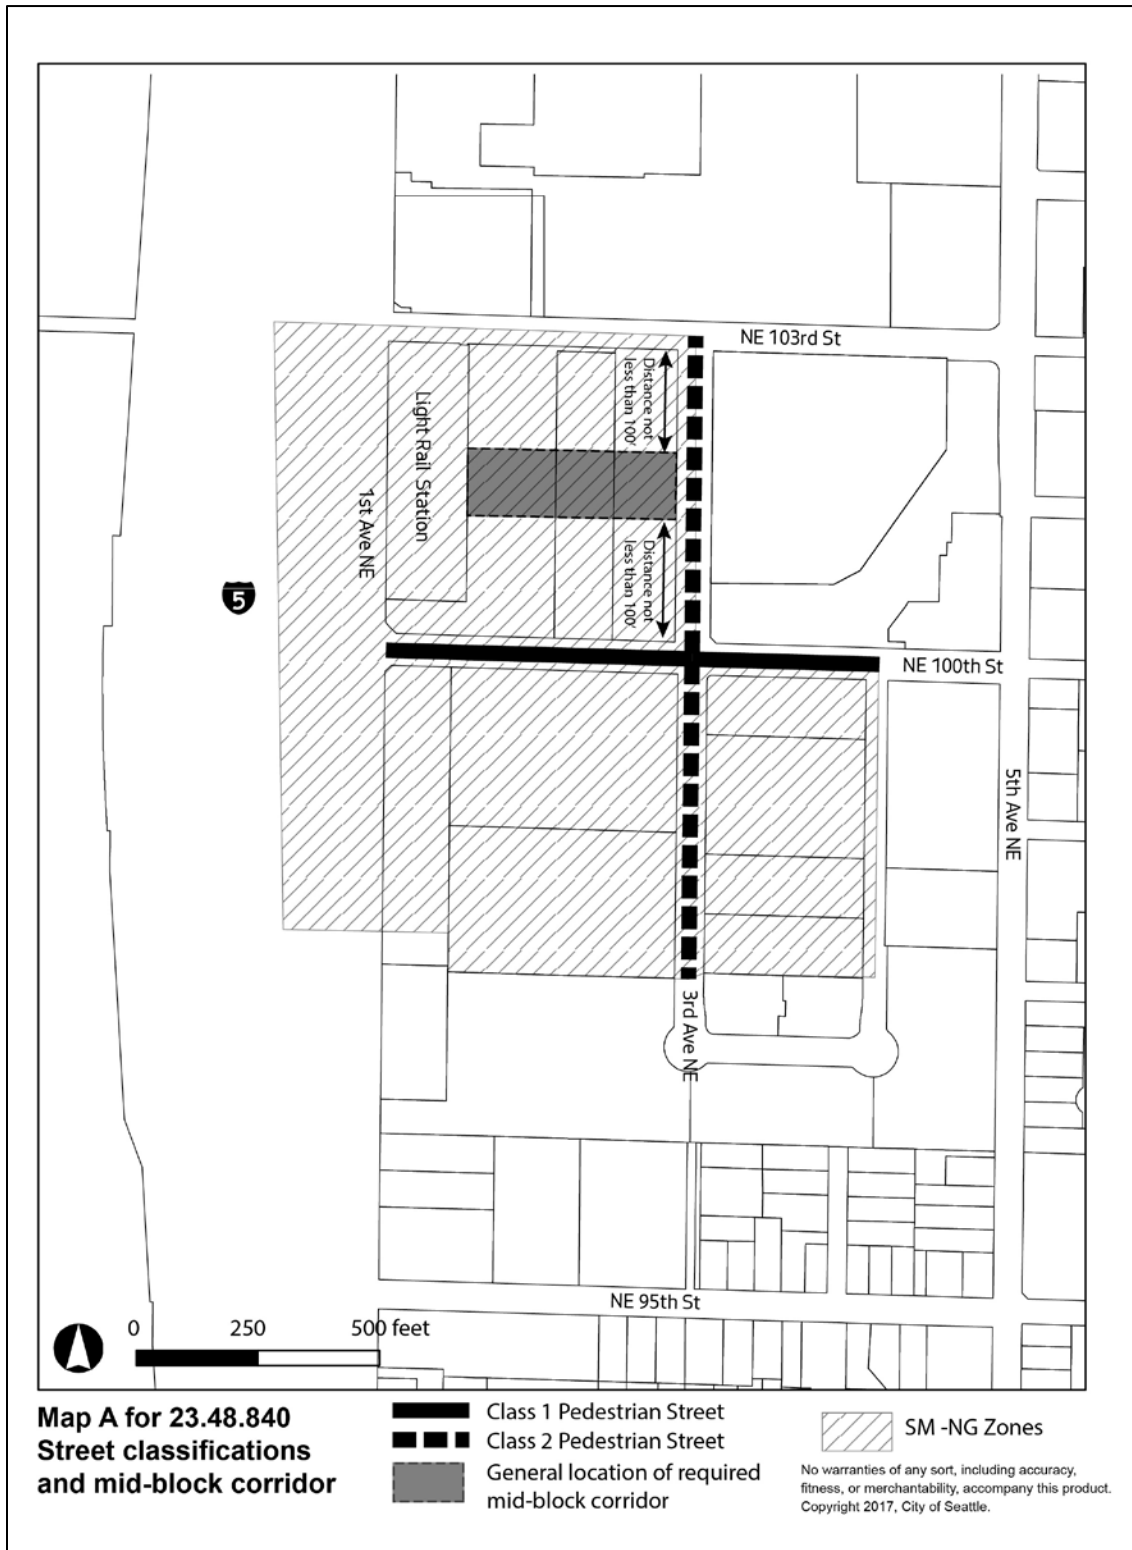 NE 103rd St
Distance not
less than 100'
Light Rail Station
1st Ave NE
Distance not
less than 100'
5
NE 100th St
5th Ave NE
3rd Ave NE
NE 95th St
0 250 500 feet
Map A for 23.48.840
Street classifications
and mid-block corridor
Class 1 Pedestrian Street
Class 2 Pedestrian Street
General location of required
mid-block corridor
SM -NG Zones
No warranties of any sort, including accuracy,
fitness, or merchantability, accompany this product.
Copyright 2017, City of Seattle.